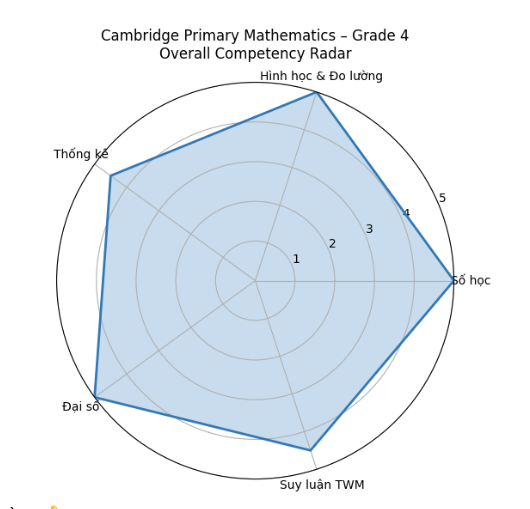 Cambridge Primary Mathematics – Grade 4
Overall Competency Radar
Hình học & Đo lường
Thống kê
5
4
3
2
1
Số học
Đại số
Suy luận TWM